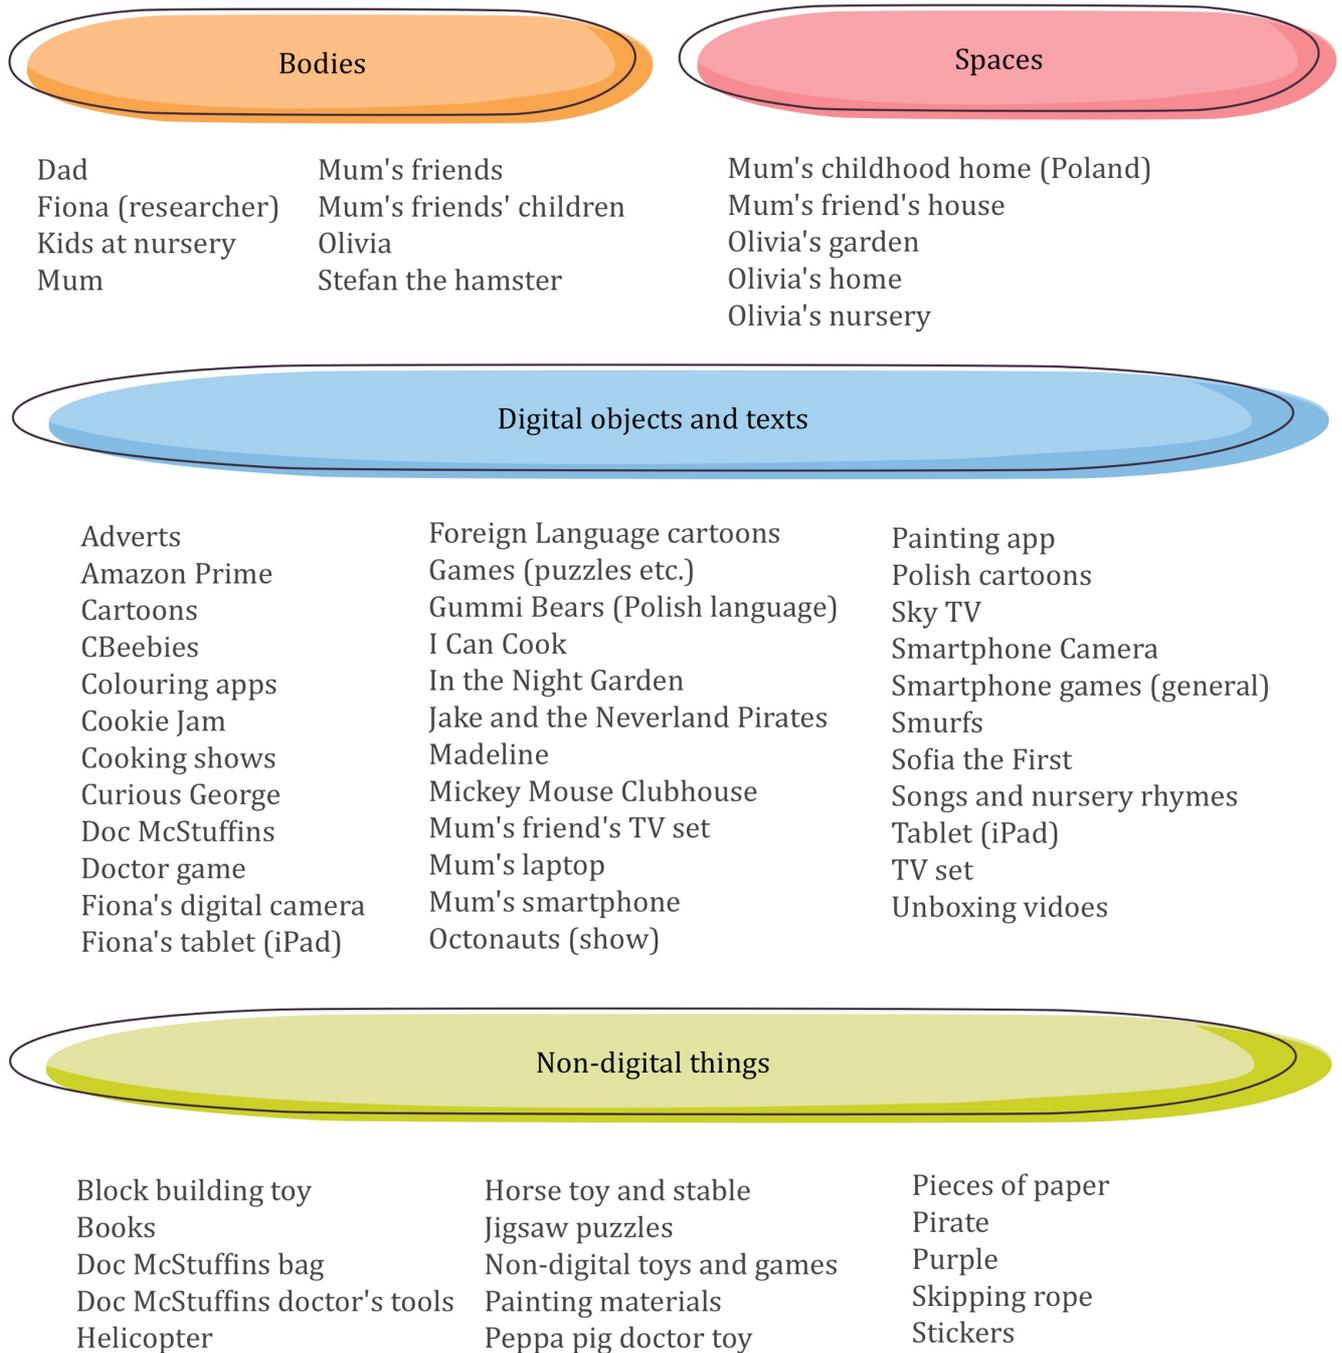 Bodies
Dad
Fiona (researcher)
Kids at nursery
Mum
Mum's friends
Mum's friends' children
Olivia
Stefan the hamster
Spaces
Mum's childhood home (Poland)
Mum's friend's house
Olivia's garden
Olivia's home
Olivia's nursery
Digital objects and texts
Adverts
Amazon Prime
Cartoons
CBeebies
Colouring apps
Cookie Jam
Cooking shows
Curious George
Doc McStuffins
Doctor game
Fiona's digital camera
Fiona's tablet (iPad)
Foreign Language cartoons
Games (puzzles etc.)
Gummi Bears (Polish language)
I Can Cook
In the Night Garden
Jake and the Neverland Pirates
Madeline
Mickey Mouse Clubhouse
Mum's friend's TV set
Mum's laptop
Mum's smartphone
Octonauts (show)
Painting app
Polish cartoons
Sky TV
Smartphone Camera
Smartphone games (general)
Smurfs
Sofia the First
Songs and nursery rhymes
Tablet (iPad)
TV set
Unboxing vidoes
Non-digital things
Block building toy
Books
Doc McStuffins bag
Doc McStuffins doctor's tools
Helicopter
Horse toy and stable
Jigsaw puzzles
Non-digital toys and games
Painting materials
Peppa pig doctor toy
Pieces of paper
Pirate
Purple
Skipping rope
Stickers